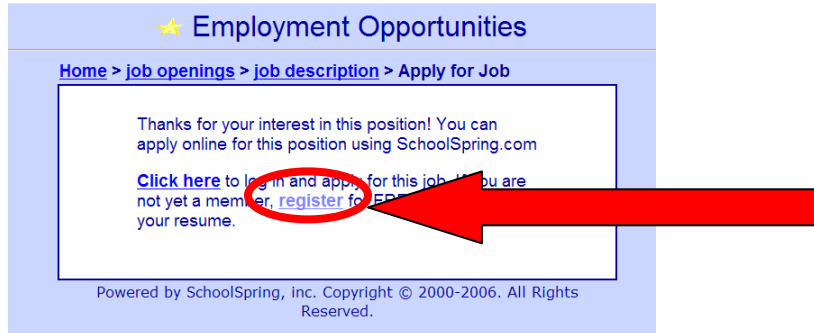 Employment Opportunities
Home > job openings > job description > Apply for Job
Thanks for your interest in this position! You can
apply online for this position using SchoolSpring.com
Click here to log in and apply for this job. If you are
not yet a member, register for
your resume.
Powered by SchoolSpring, inc. Copyright © 2000-2006. All Rights
Reserved.